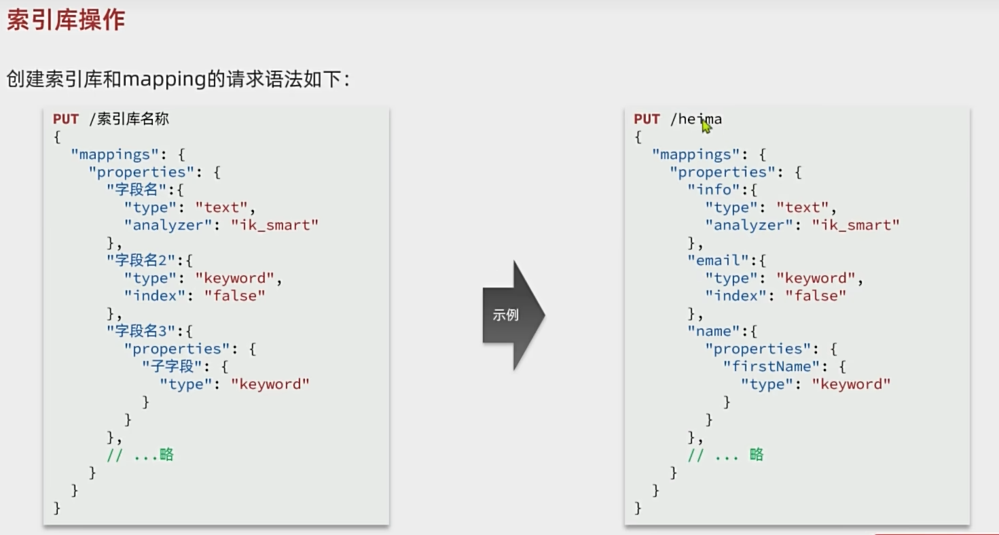 索引库操作
创建索引库和mapping的请求语法如下：
PUT /索引库名称
{
  "mappings": {
    "properties": {
      "字段名":{
        "type": "text",
        "analyzer": "ik_smart"
      },
      "字段名2":{
        "type": "keyword",
        "index": "false"
      },
      "字段名3":{
        "properties": {
          "子字段": {
            "type": "keyword"
          }
        }
      },
      // ...略
    }
  }
}
示例
PUT /heima
{
  "mappings": {
    "properties": {
      "info":{
        "type": "text",
        "analyzer": "ik_smart"
      },
      "email":{
        "type": "keyword",
        "index": "false"
      },
      "name":{
        "properties": {
          "firstName": {
            "type": "keyword"
          }
        }
      },
      // ... 略
    }
  }
}